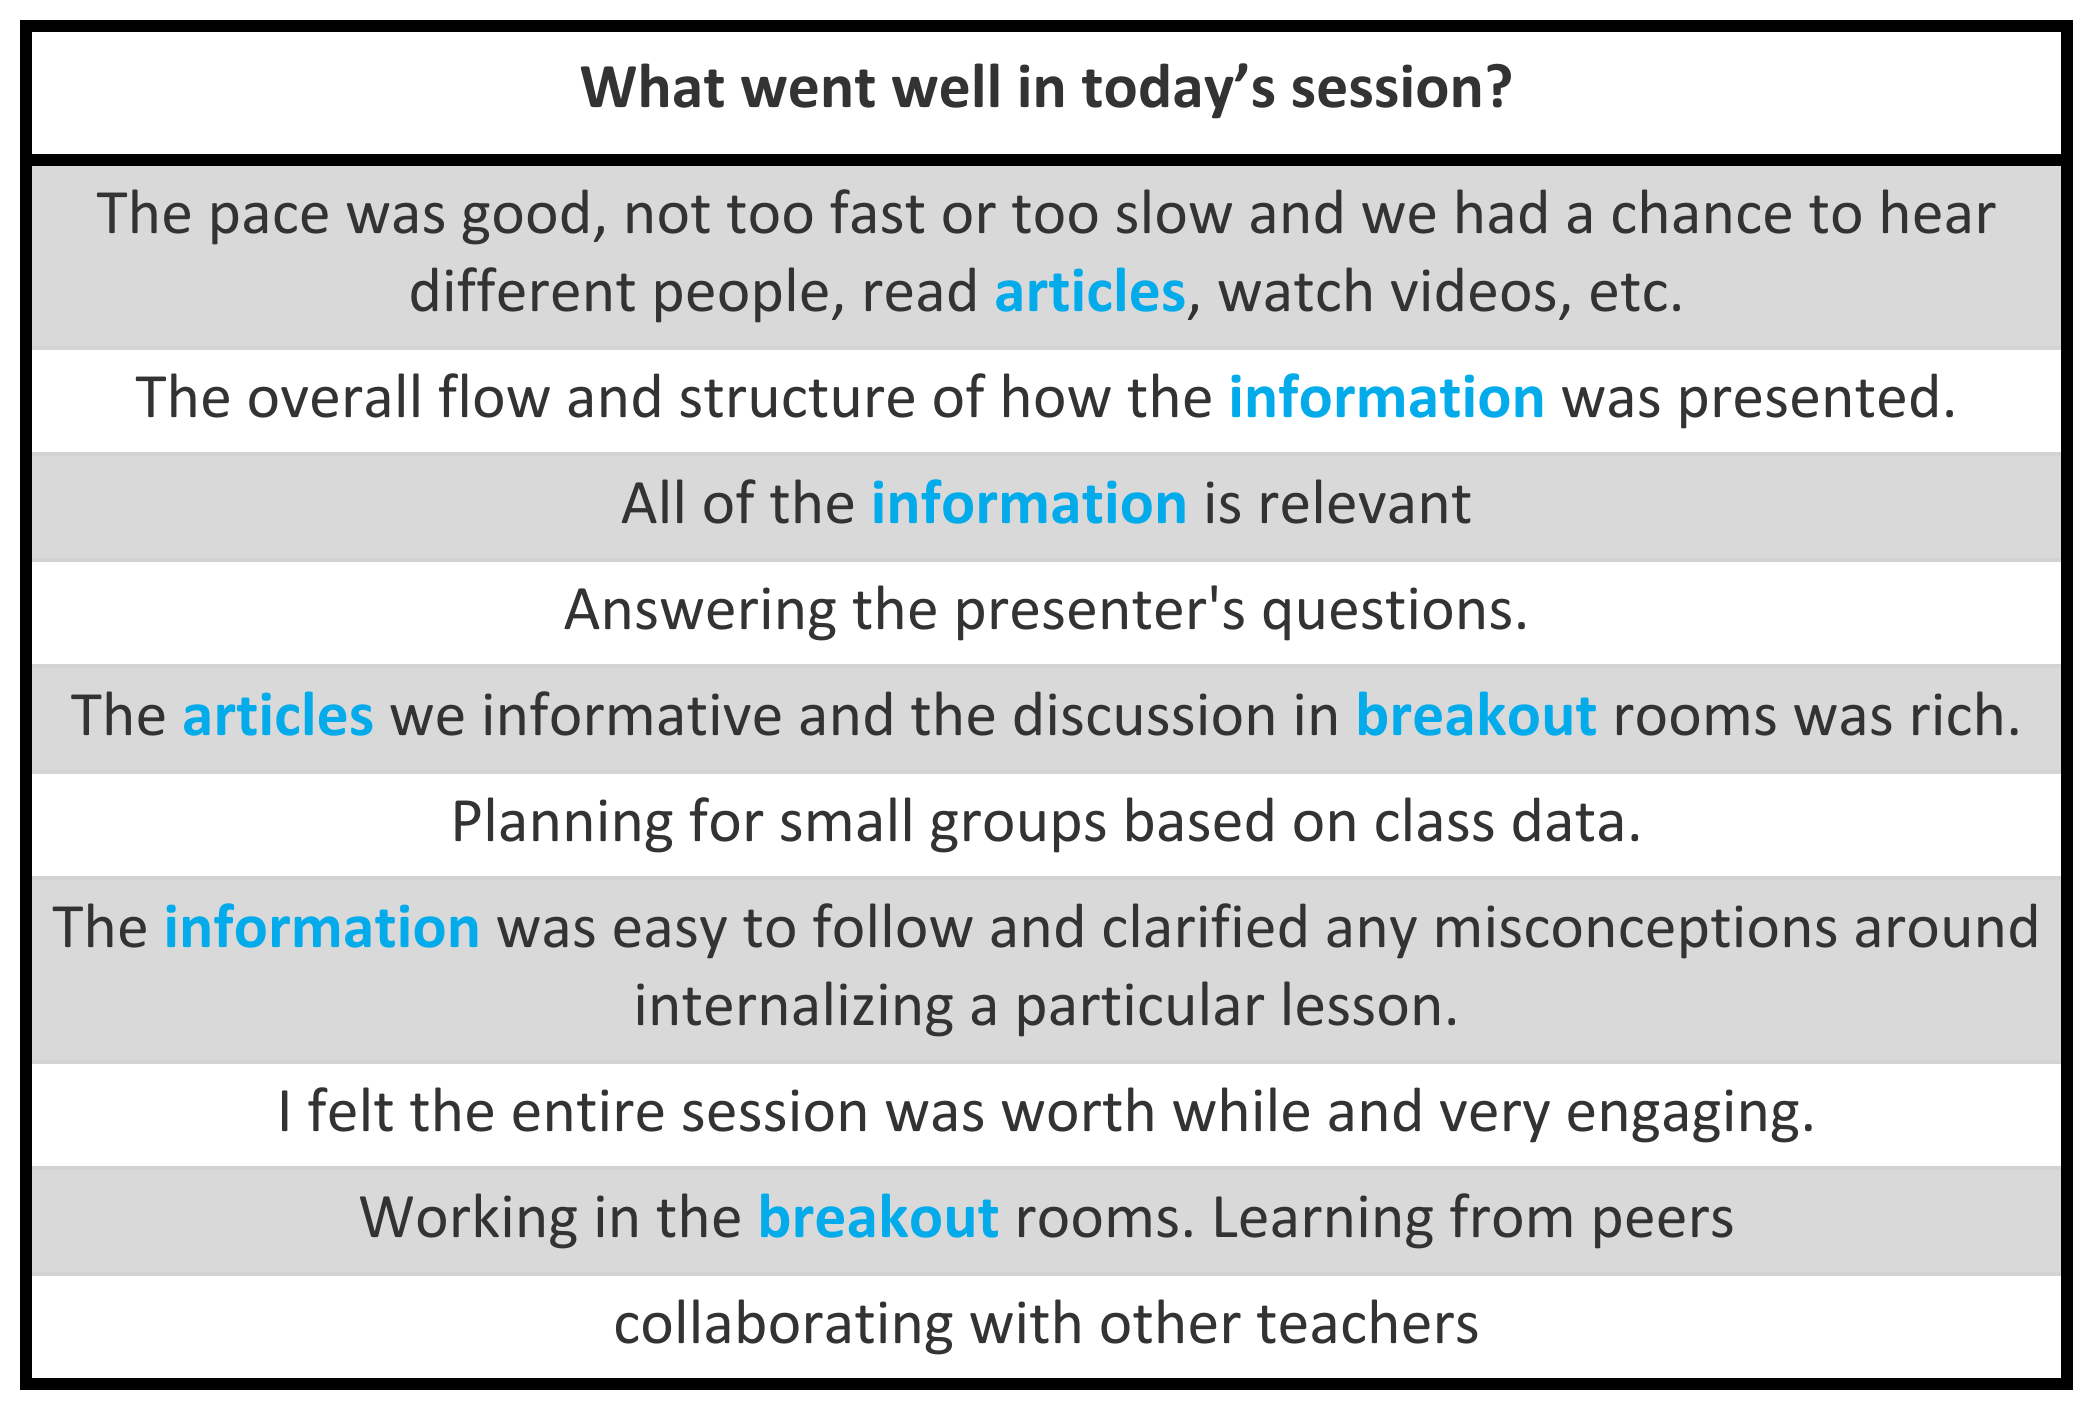 What went well in today’s session?
The pace was good, not too fast or too slow and we had a chance to hear
different people, read articles, watch videos, etc.
The overall flow and structure of how the information was presented.
All of the information is relevant
Answering the presenter's questions.
The articles we informative and the discussion in breakout rooms was rich.
Planning for small groups based on class data.
The information was easy to follow and clarified any misconceptions around
internalizing a particular lesson.
I felt the entire session was worth while and very engaging.
Working in the breakout rooms. Learning from peers
collaborating with other teachers